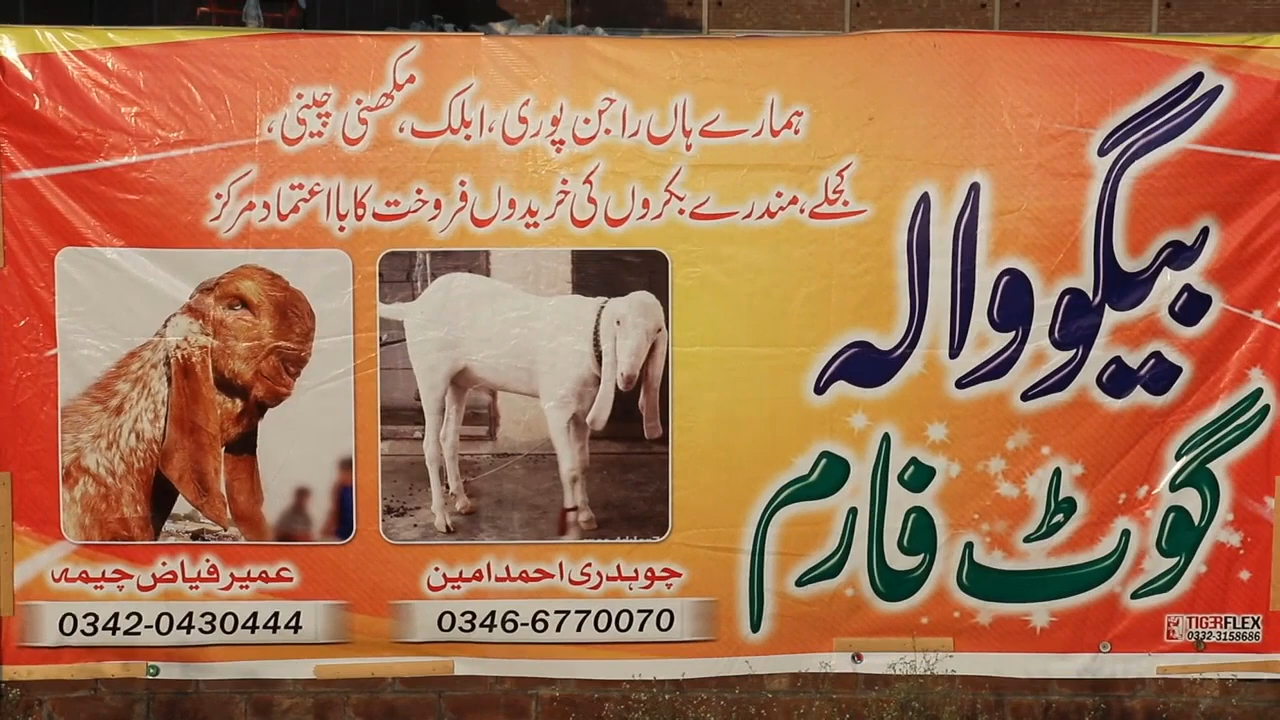 ہمارے ہاں راجن پوری، ابلک، مکھنی چینی،
کجلے، مندرے بکروں کی خریدوں فروخت کا بااعتماد مرکز
بیگووالہ
گوٹ فارم
چوہدری احمد امین
0346-6770070
عمیر فیاض چیمہ
0342-0430444
TIGERFLEX
0332-3158686